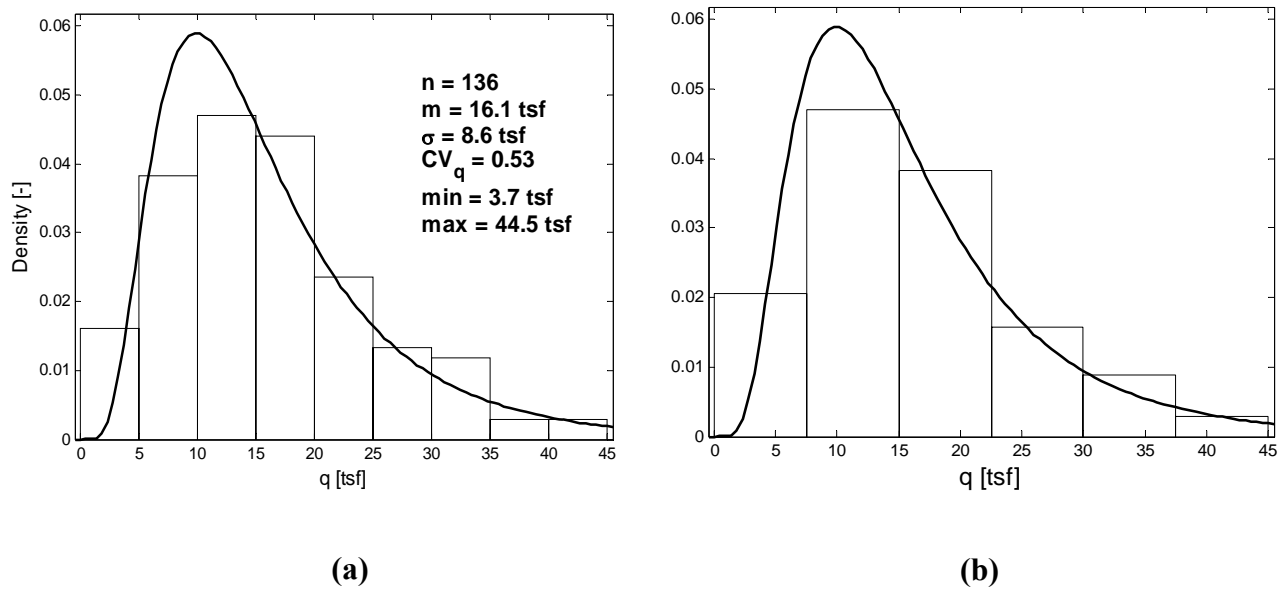 0.06
0.05
0.04
0.03
0.02
0.01
0
Density [-]
n = 136
m = 16.1 tsf
σ = 8.6 tsf
CVq = 0.53
min = 3.7 tsf
max = 44.5 tsf
0 5 10 15 20 25 30 35 40 45
q [tsf]
(a)
0.06
0.05
0.04
0.03
0.02
0.01
0
0 5 10 15 20 25 30 35 40 45
q [tsf]
(b)